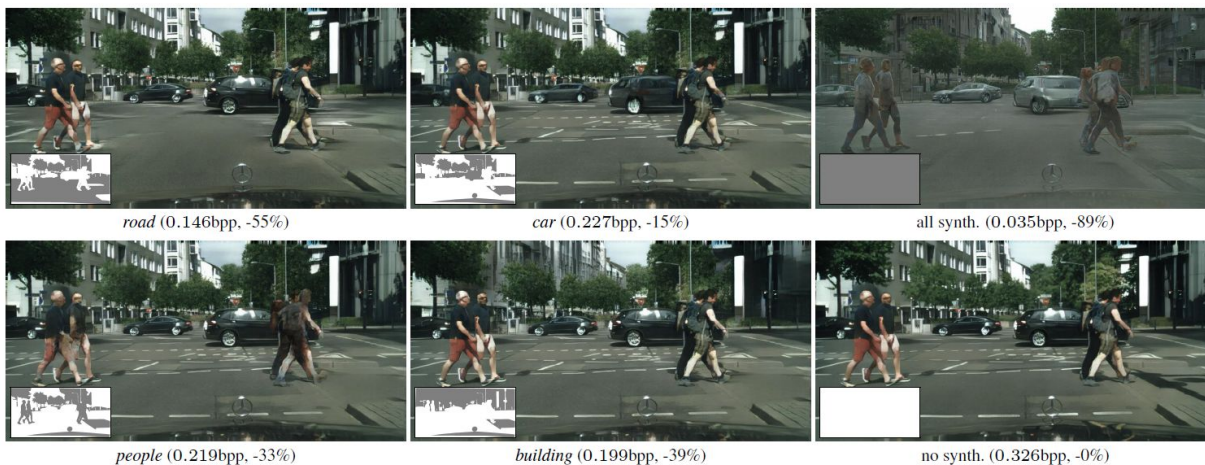 road (0.146bpp, -55%)
car (0.227bpp, -15%)
all synth. (0.035bpp, -89%)
people (0.219bpp, -33%)
building (0.199bpp, -39%)
no synth. (0.326bpp, -0%)